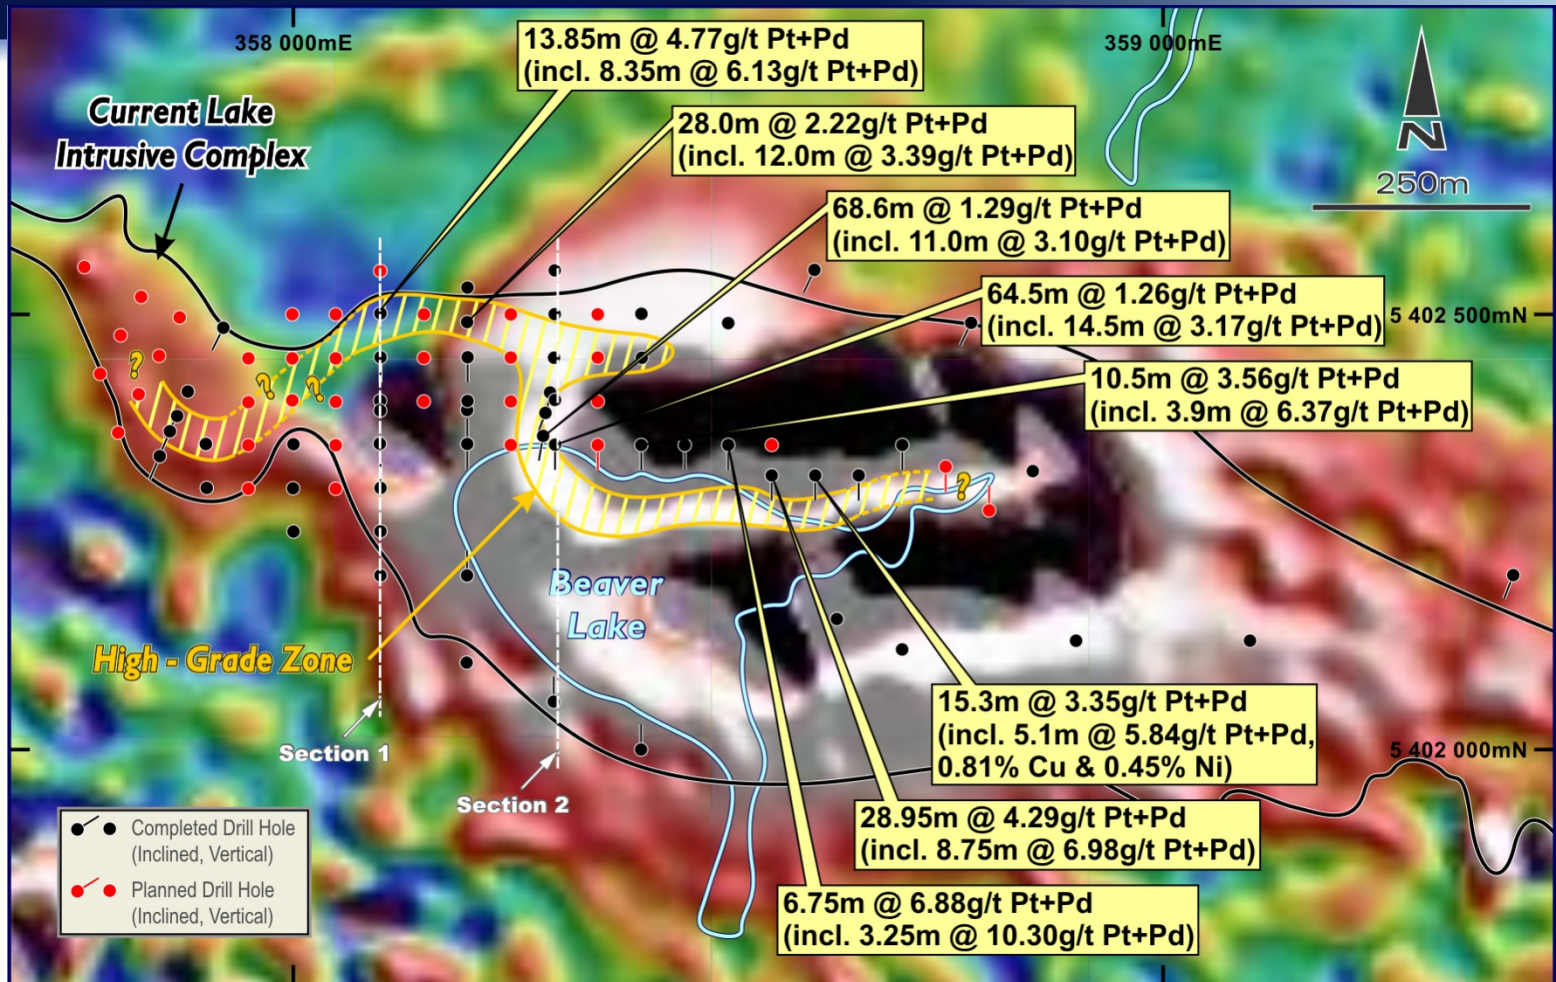 358 000mE
359 000mE
13.85m @ 4.77g/t Pt+Pd
(incl. 8.35m @ 6.13g/t Pt+Pd)
Current Lake
Intrusive Complex
28.0m @ 2.22g/t Pt+Pd
(incl. 12.0m @ 3.39g/t Pt+Pd)
N
250m
68.6m @ 1.29g/t Pt+Pd
(incl. 11.0m @ 3.10g/t Pt+Pd)
64.5m @ 1.26g/t Pt+Pd
(incl. 14.5m @ 3.17g/t Pt+Pd)
5 402 500mN
10.5m @ 3.56g/t Pt+Pd
(incl. 3.9m @ 6.37g/t Pt+Pd)
?
?
?
?
Beaver
Lake
High - Grade Zone
Section 1
Section 2
15.3m @ 3.35g/t Pt+Pd
(incl. 5.1m @ 5.84g/t Pt+Pd,
0.81% Cu & 0.45% Ni)
5 402 000mN
28.95m @ 4.29g/t Pt+Pd
(incl. 8.75m @ 6.98g/t Pt+Pd)
6.75m @ 6.88g/t Pt+Pd
(incl. 3.25m @ 10.30g/t Pt+Pd)
Completed Drill Hole
(Inclined, Vertical)
Planned Drill Hole
(Inclined, Vertical)